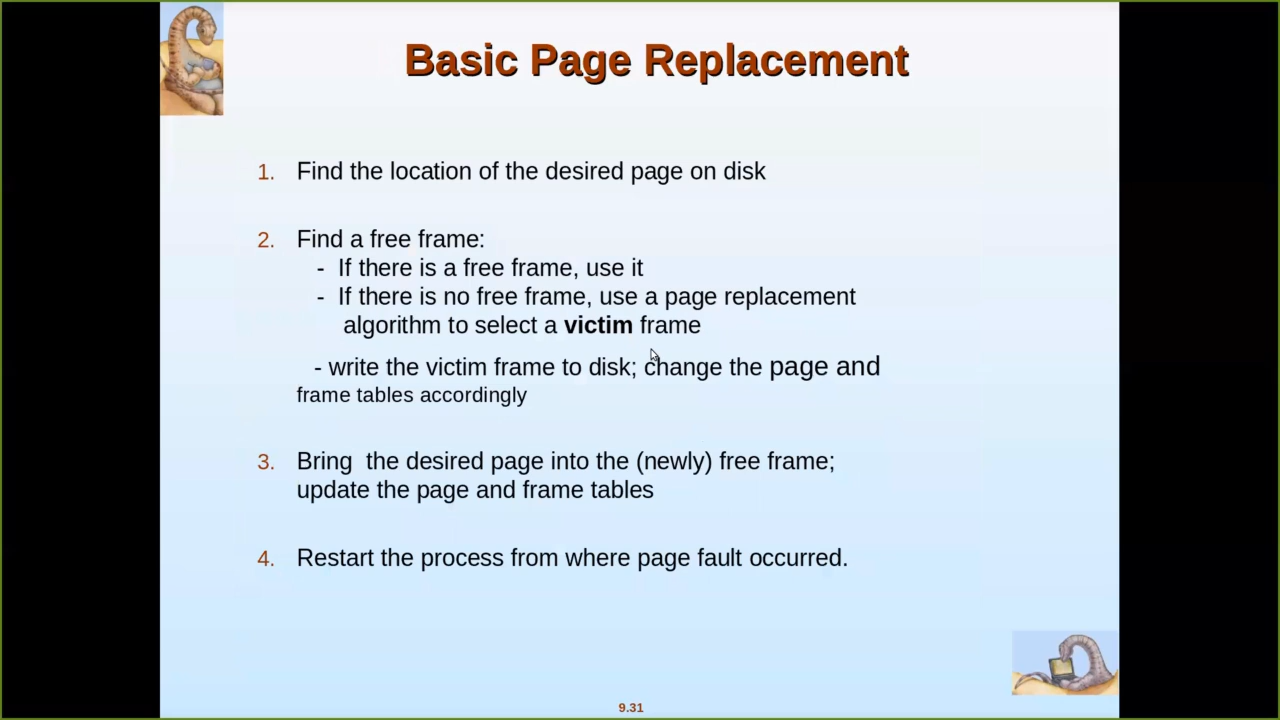 Basic Page Replacement
1. Find the location of the desired page on disk
2. Find a free frame:
- If there is a free frame, use it
- If there is no free frame, use a page replacement
algorithm to select a victim frame
- write the victim frame to disk; change the page and
frame tables accordingly
3. Bring the desired page into the (newly) free frame;
update the page and frame tables
4. Restart the process from where page fault occurred.
9.31